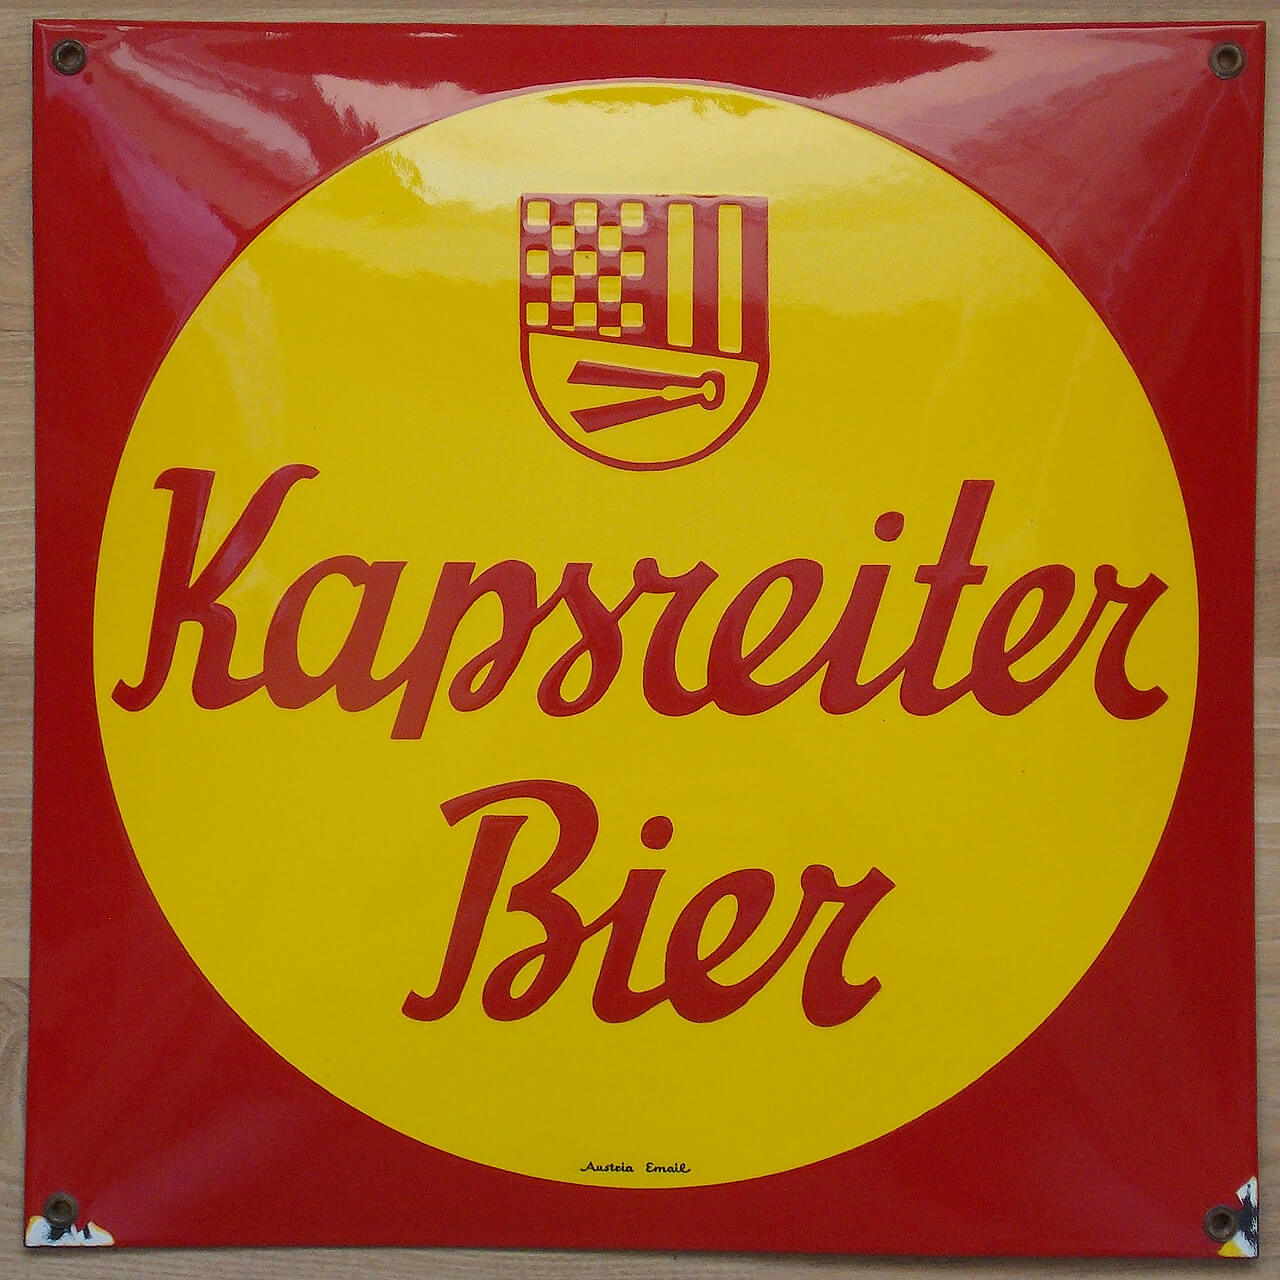 Kapsreiter
Bier
Austria Email